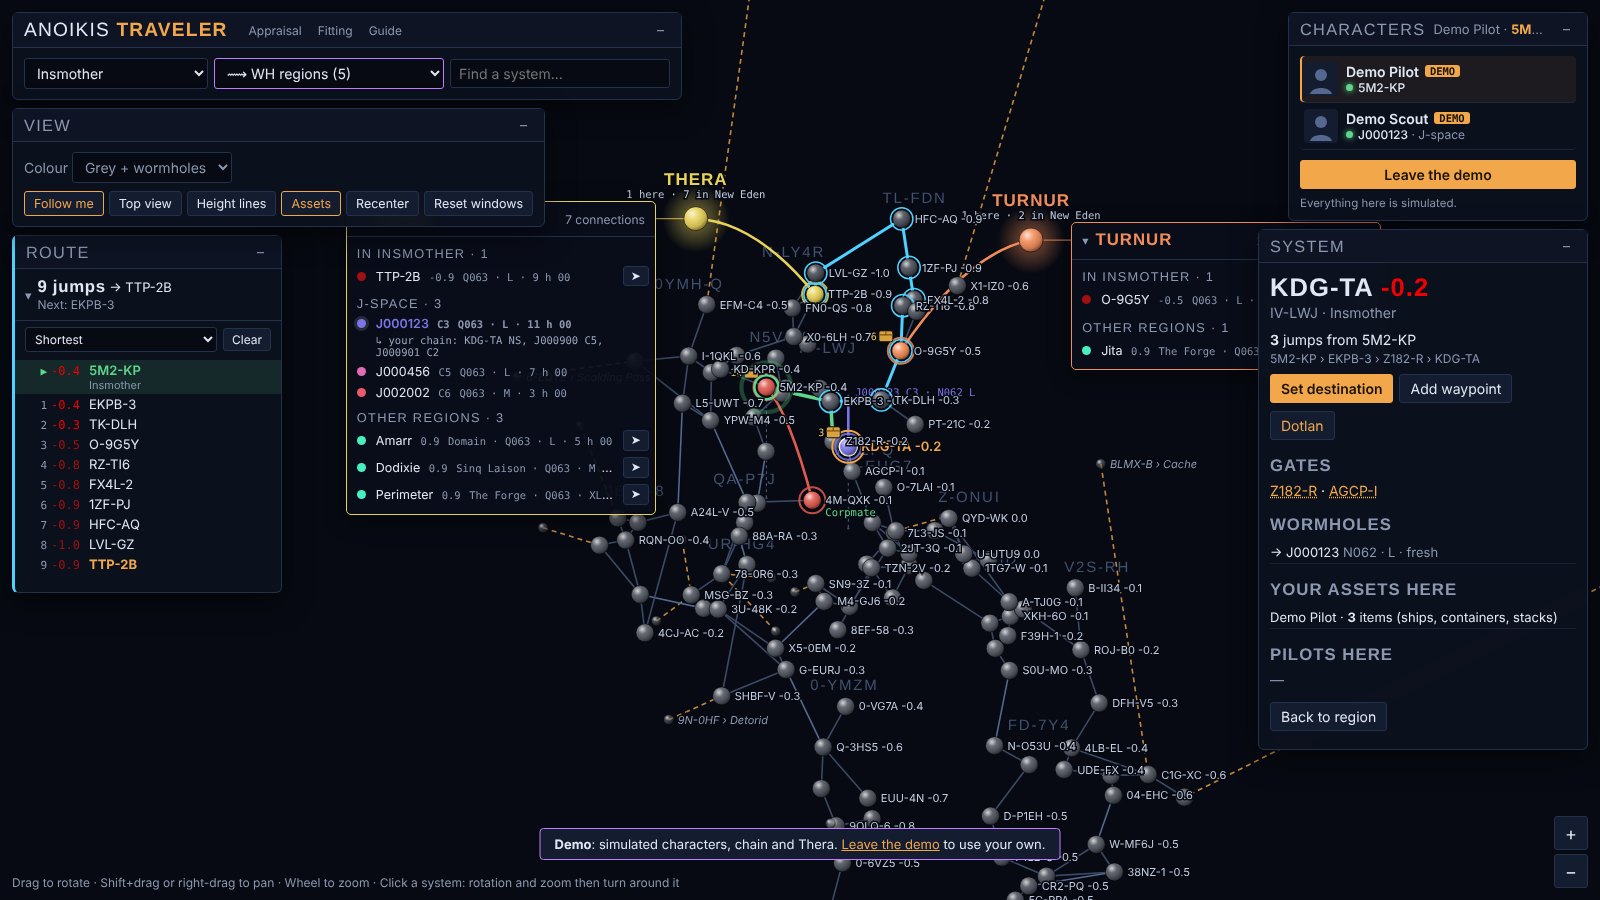 ANOIKIS TRAVELER Appraisal Fitting Guide –
Insmother
⟿ WH regions (5)
Find a system...
VIEW –
Colour Grey + wormholes
Follow me Top view Height lines Assets Recenter Reset windows
ROUTE –
▾ 9 jumps → TTP-2B
Next: EKPB-3
Shortest Clear
▶ -0.4 5M2-KP
Insmother
1 -0.4 EKPB-3
2 -0.3 TK-DLH
3 -0.5 O-9G5Y
4 -0.8 RZ-TI6
5 -0.8 FX4L-2
6 -0.9 1ZF-PJ
7 -0.9 HFC-AQ
8 -1.0 LVL-GZ
9 -0.9 TTP-2B
7 connections
IN INSMOTHER · 1
TTP-2B -0.9 Q063 · L · 9 h 00 ➤
J-SPACE · 3
J000123 C3 Q063 · L · 11 h 00
↳ your chain: KDG-TA NS, J000900 C5,
J000901 C2
J000456 C5 Q063 · L · 7 h 00
J002002 C6 Q063 · M · 3 h 00
OTHER REGIONS · 3
Amarr 0.9 Domain · Q063 · L · 5 h 00 ➤
Dodixie 0.9 Sinq Laison · Q063 · M ... ➤
Perimeter 0.9 The Forge · Q063 · XL... ➤
THERA
1 here · 7 in New Eden
TURNUR
2 in New Eden
▾ TURNUR
IN INSMOTHER · 1
O-9G5Y -0.5 Q063 · L ·
OTHER REGIONS · 1
Jita 0.9 The Forge · Q063
TL-FDN
HFC-AQ -0.9
LVL-GZ -1.0
1ZF-PJ -0.9
TTP-2B -0.9
X1-IZ0 -0.6
FX4L-2 -0.8
EFM-C4 -0.5
FN0-QS -0.8
X0-6LH -0.7
6
O-9G5Y -0.5
I-1QKL -0.6
KD-KPR -0.4
5M2-KP -0.4
EKPB-3
TK-DLH -0.3
L5-UWT -0.7
YPW-M4 -0.5
PT-21C -0.2
3
Z182-R -0.2
KDG-TA -0.2
AGCP-I -0.1
QA-P7J
O-7LAI -0.1
Z-ONUI
BLMX-B › Cache
4M-QXK -0.1
Corpmate
A24L-V -0.5
QYD-WK 0.0
RQN-OO -0.4
88A-RA -0.3
7L3-JS -0.1
2JT-3Q -0.1
U-UTU9 0.0
TZN-2V -0.2
1TG7-W -0.1
V2S-RH
78-0R6 -0.3
SN9-3Z -0.1
B-II34 -0.1
MSG-BZ -0.3
3U-48K -0.2
M4-GJ6 -0.2
A-TJ0G -0.1
XKH-6O -0.1
4CJ-AC -0.2
8EF-58 -0.3
F39H-1 -0.2
X5-0EM -0.2
ROJ-B0 -0.2
G-EURJ -0.3
S0U-MO -0.3
0-YMZM
SHBF-V -0.3
0-VG7A -0.4
DFH-V5 -0.3
9N-0HF › Detorid
FD-7Y4
Q-3HS5 -0.6
N-O53U -0.4
4LB-EL -0.4
UDE-FX -0.4
C1G-XC -0.6
EUU-4N -0.7
04-EHC -0.6
D-P1EH -0.5
W-MF6J -0.5
0-6VZ5 -0.5
38NZ-1 -0.5
CR2-PQ -0.5
CHARACTERS Demo Pilot · 5M... –
Demo Pilot DEMO
5M2-KP
Demo Scout DEMO
J000123 · J-space
Leave the demo
Everything here is simulated.
SYSTEM –
KDG-TA -0.2
IV-LWJ · Insmother
3 jumps from 5M2-KP
5M2-KP › EKPB-3 › Z182-R › KDG-TA
Set destination Add waypoint
Dotlan
GATES
Z182-R · AGCP-I
WORMHOLES
→ J000123 N062 · L · fresh
YOUR ASSETS HERE
Demo Pilot · 3 items (ships, containers, stacks)
PILOTS HERE
—
Back to region
Demo: simulated characters, chain and Thera. Leave the demo to use your own.
+
−
Drag to rotate · Shift+drag or right-drag to pan · Wheel to zoom · Click a system: rotation and zoom then turn around it